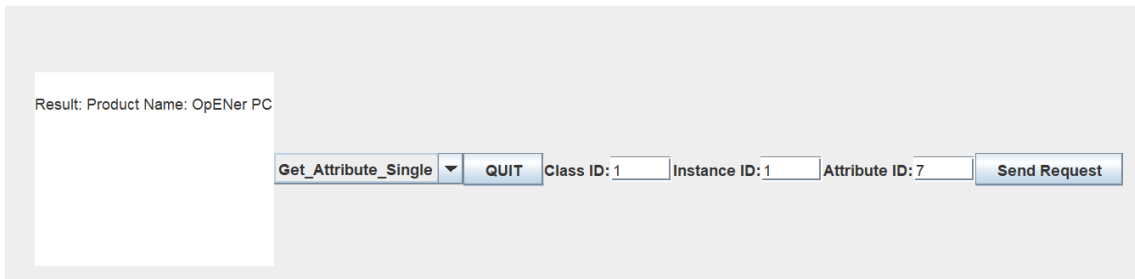 Result: Product Name: OpENer PC
Get_Attribute_Single QUIT Class ID: 1 Instance ID: 1 Attribute ID: 7 Send Request